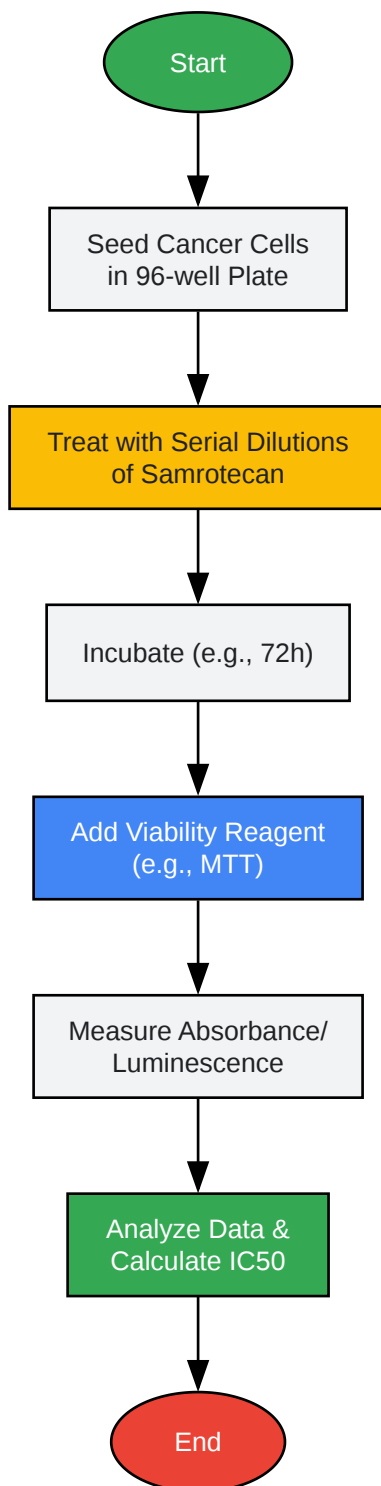 Start
Seed Cancer Cells
in 96-well Plate
Treat with Serial Dilutions
of Samrotecan
Incubate (e.g., 72h)
Add Viability Reagent
(e.g., MTT)
Measure Absorbance/
Luminescence
Analyze Data &
Calculate IC50
End